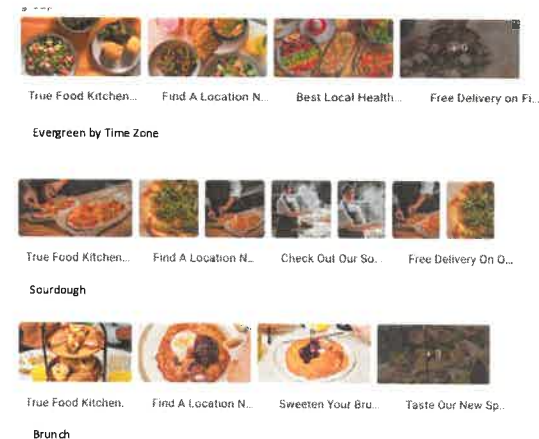 True Food Kitchen... Find A Location N... Best Local Health... Free Delivery on Fi...
Evergreen by Time Zone
True Food Kitchen... Find A Location N... Check Out Our So... Free Delivery On O...
Sourdough
True Food Kitchen. Find A Location N... Sweeten Your Bru... Taste Our New Sp...
Brunch